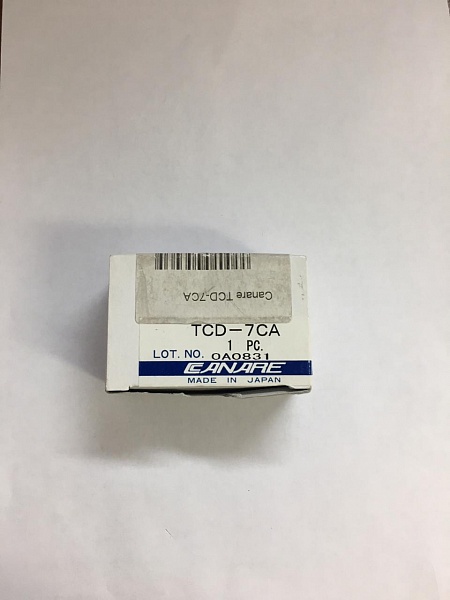 Canare TCD-7CA
TCD-7CA
1 PC.
LOT. NO. 0A0831
CANARE
MADE IN JAPAN